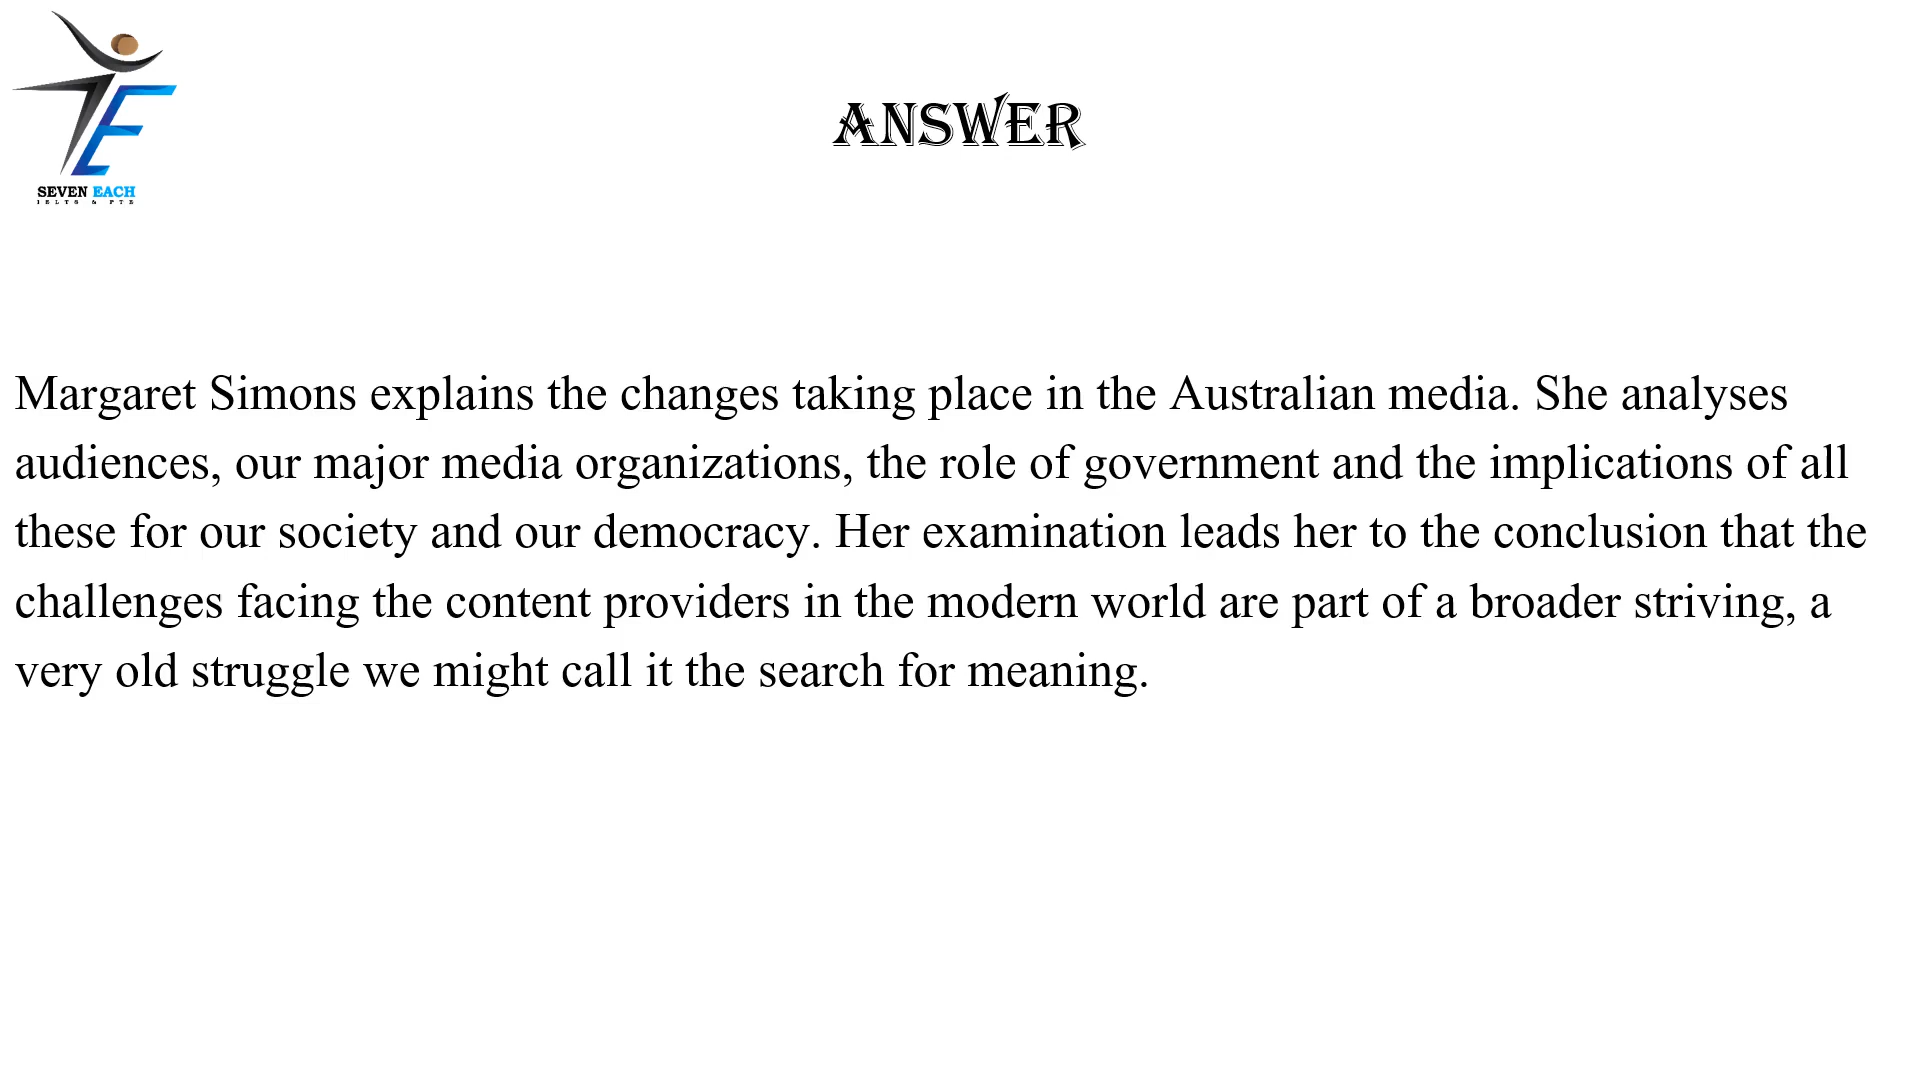 ANSWER
SEVEN EACH
IELTS & PTE
Margaret Simons explains the changes taking place in the Australian media. She analyses
audiences, our major media organizations, the role of government and the implications of all
these for our society and our democracy. Her examination leads her to the conclusion that the
challenges facing the content providers in the modern world are part of a broader striving, a
very old struggle we might call it the search for meaning.